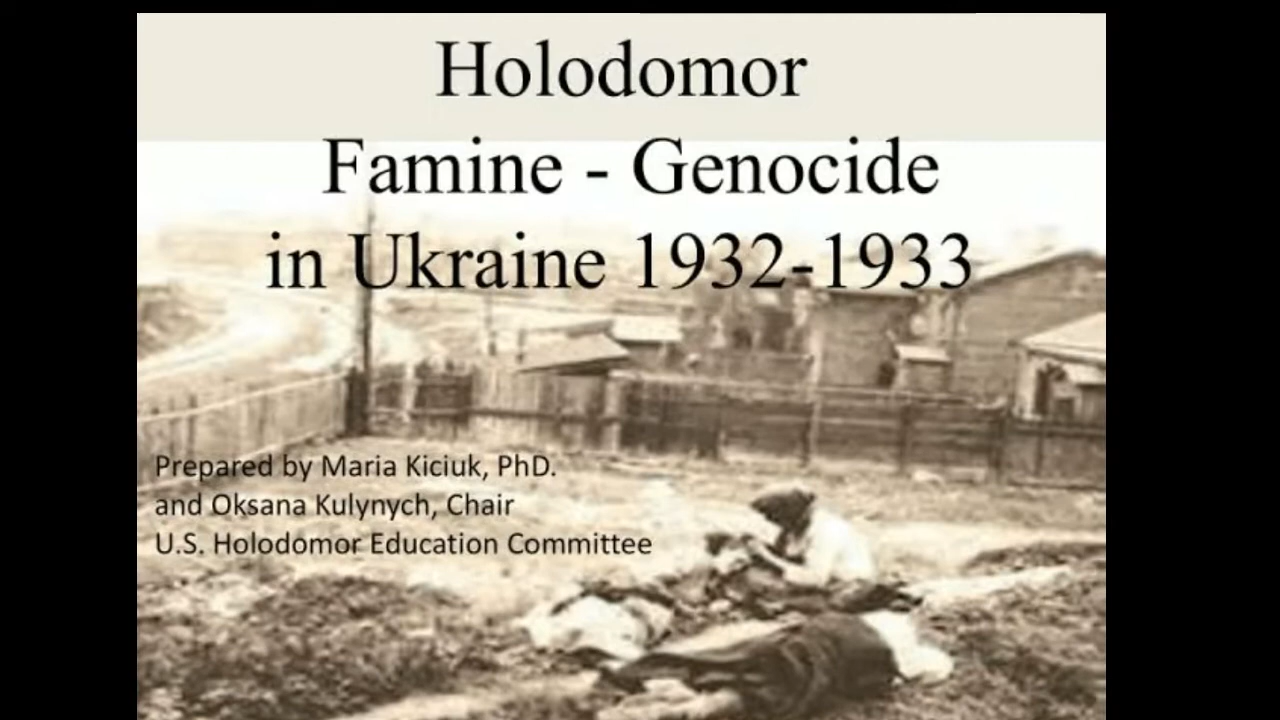 Holodomor
Famine - Genocide
in Ukraine 1932-1933
Prepared by Maria Kiciuk, PhD.
and Oksana Kulynych, Chair
U.S. Holodomor Education Committee